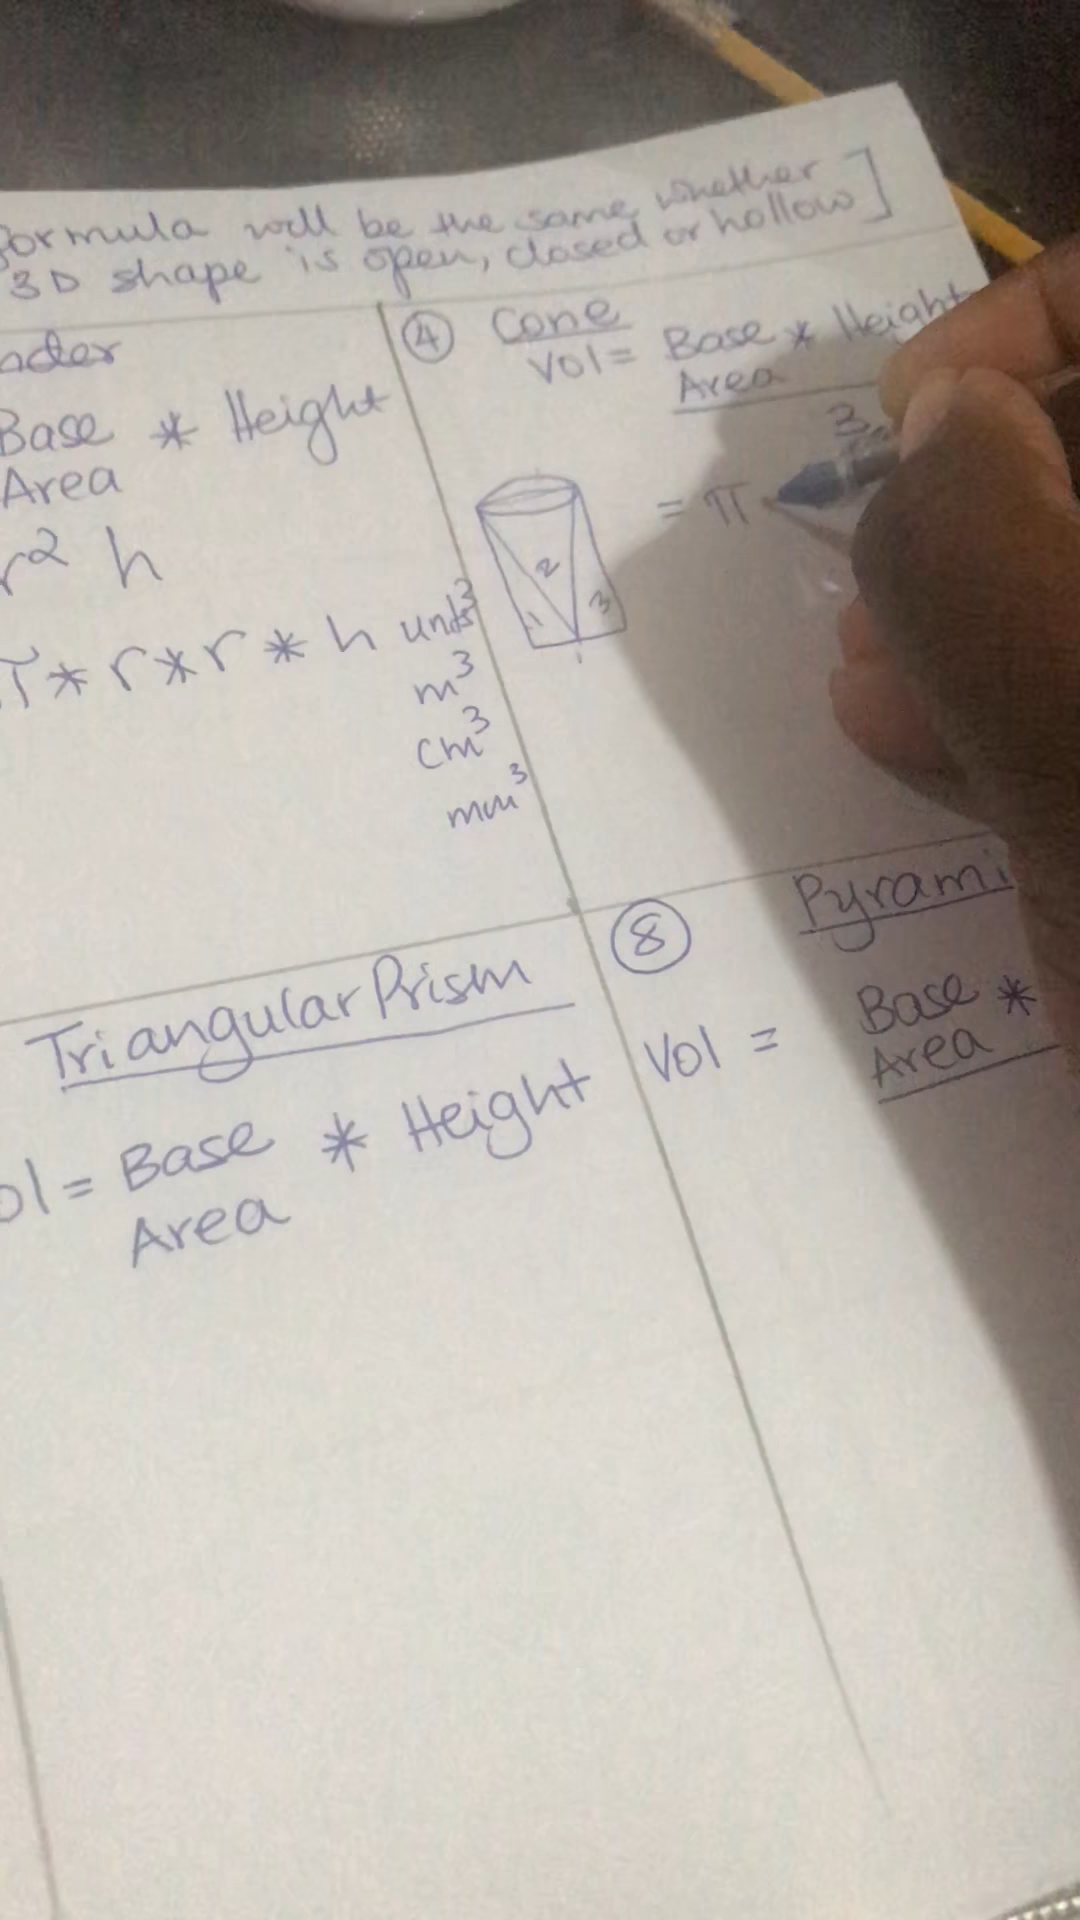 formula will be the same whether
3D shape is open, closed or hollow]
nder
Base * Height
Area
r² h
* r * r * h units³
m³
cm³
mm³
④ Cone
Vol = Base * Height
Area
3
= π
1 2 3
Triangular Prism
ol = Base * Height
Area
⑧ Pyrami
Vol = Base *
Area